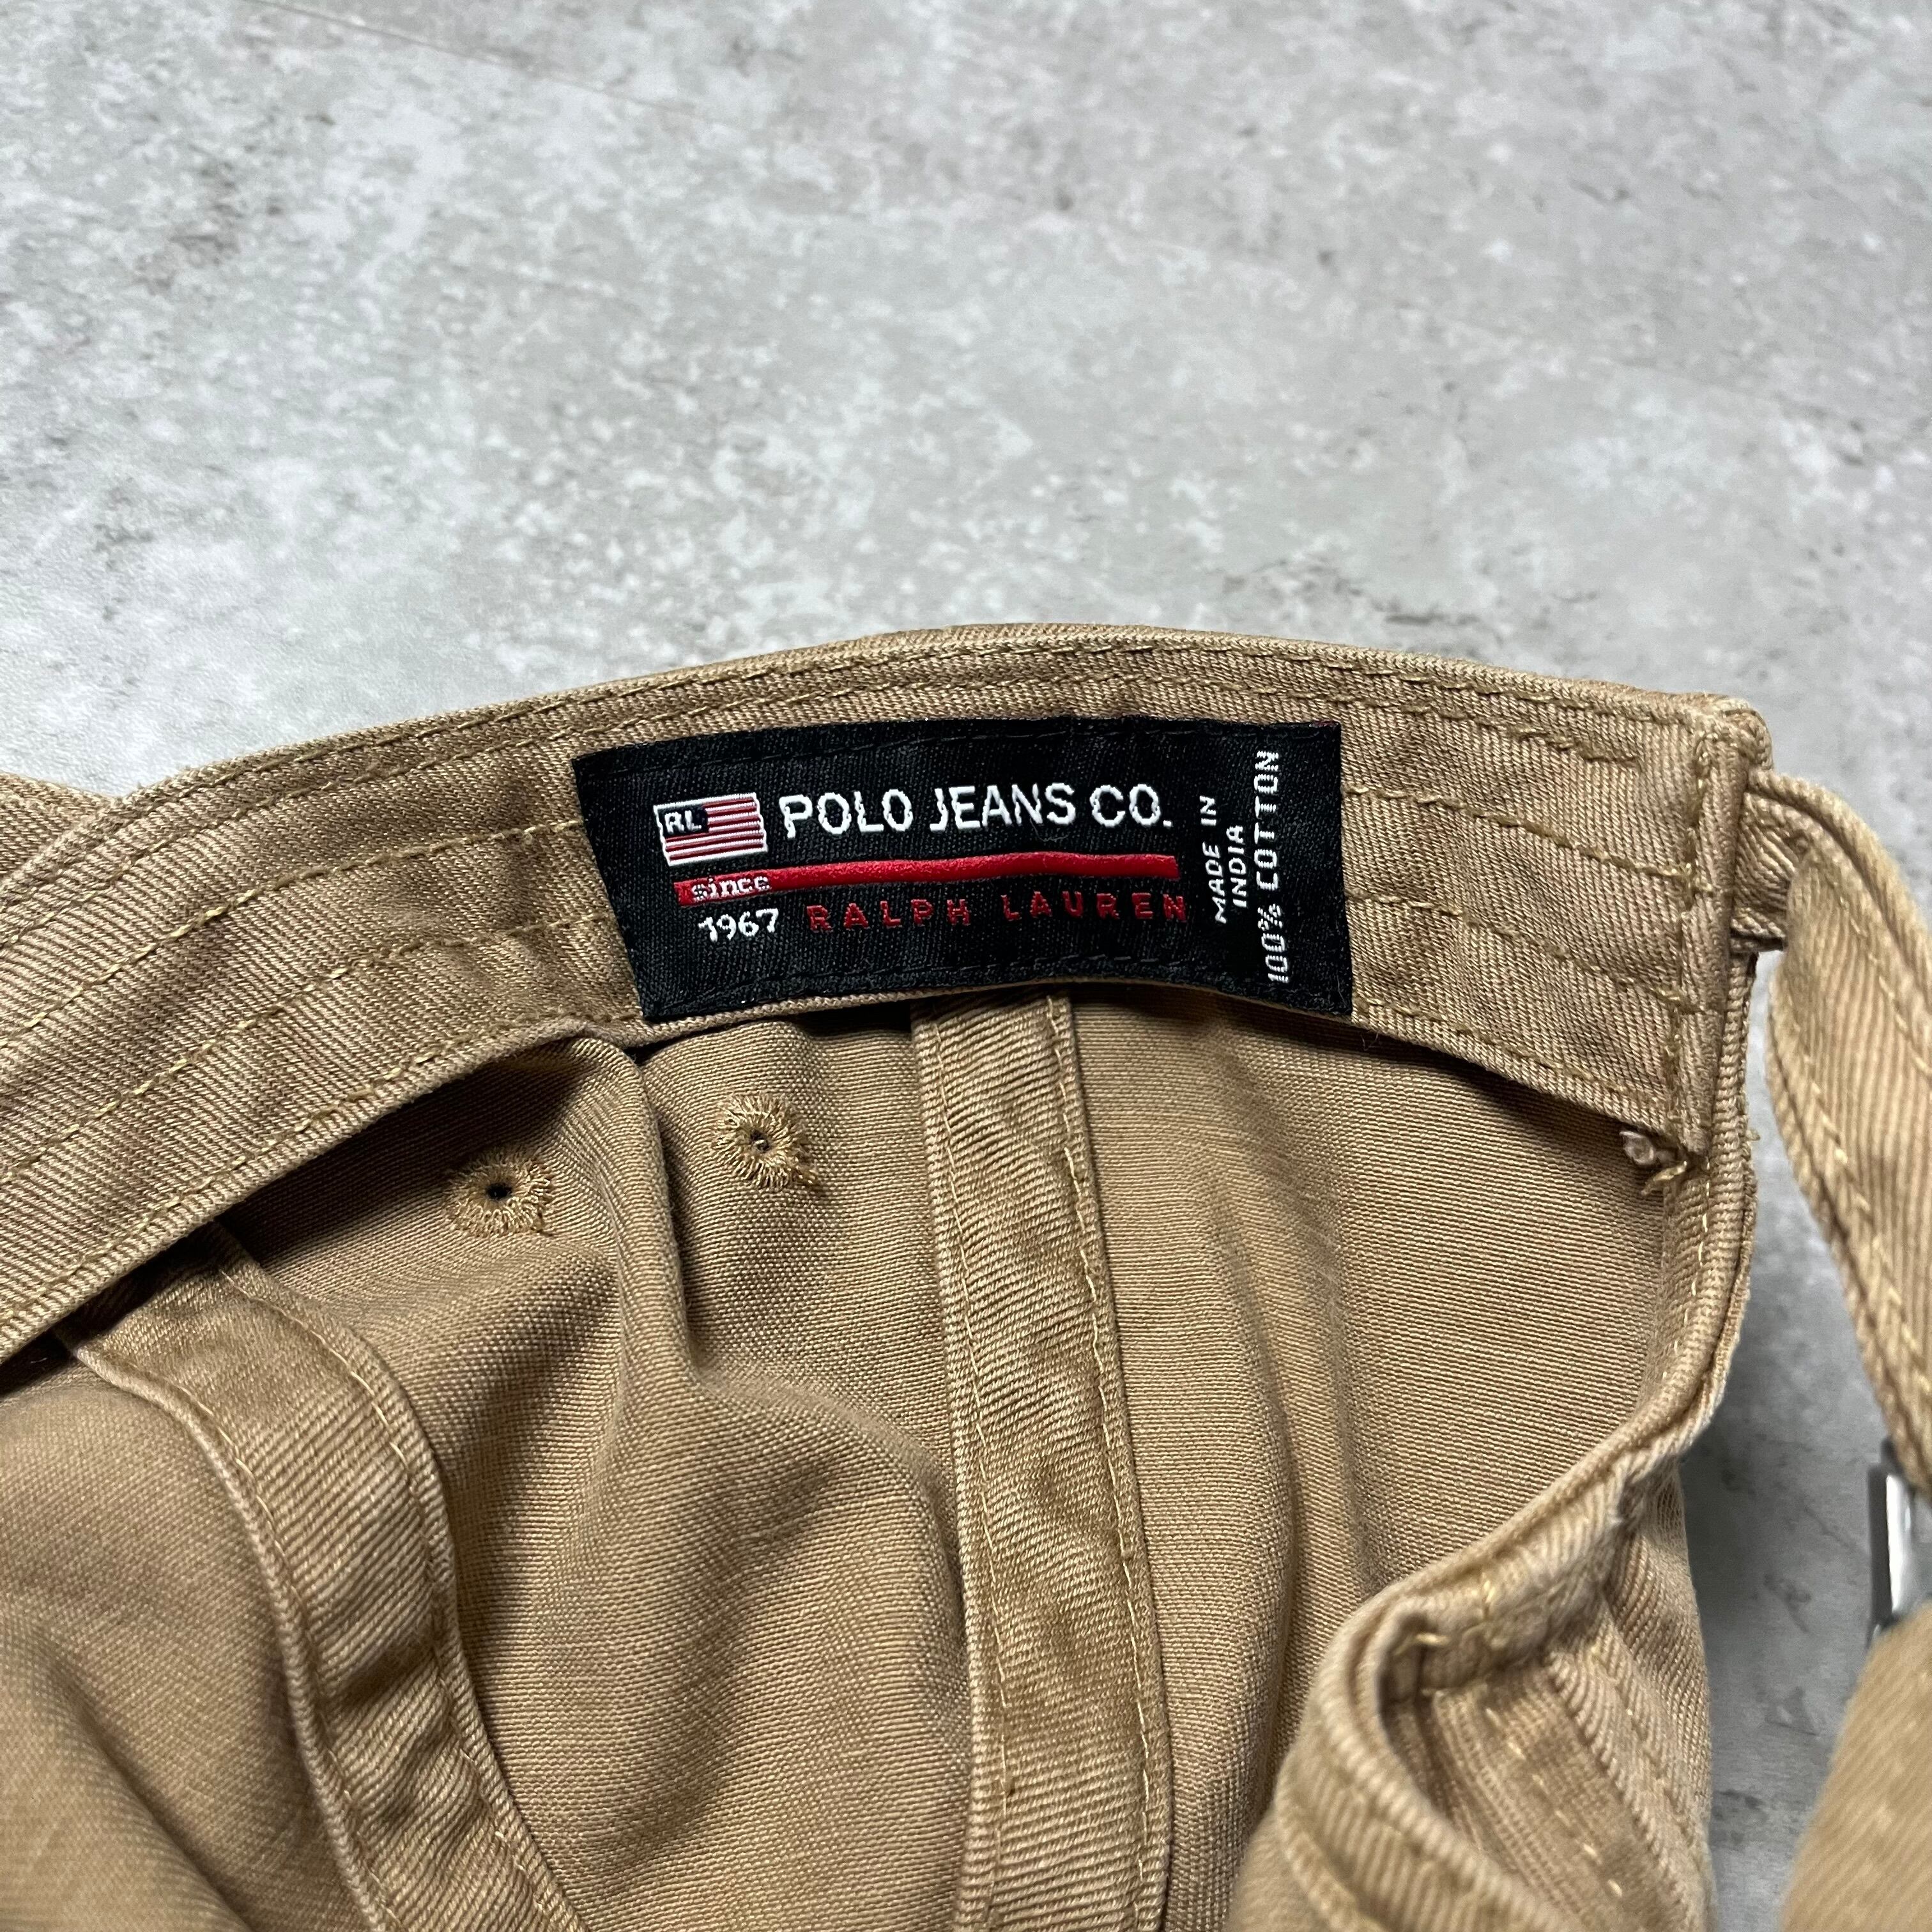 RL
POLO JEANS CO.
since
1967 RALPH LAUREN
MADE IN
INDIA
100% COTTON